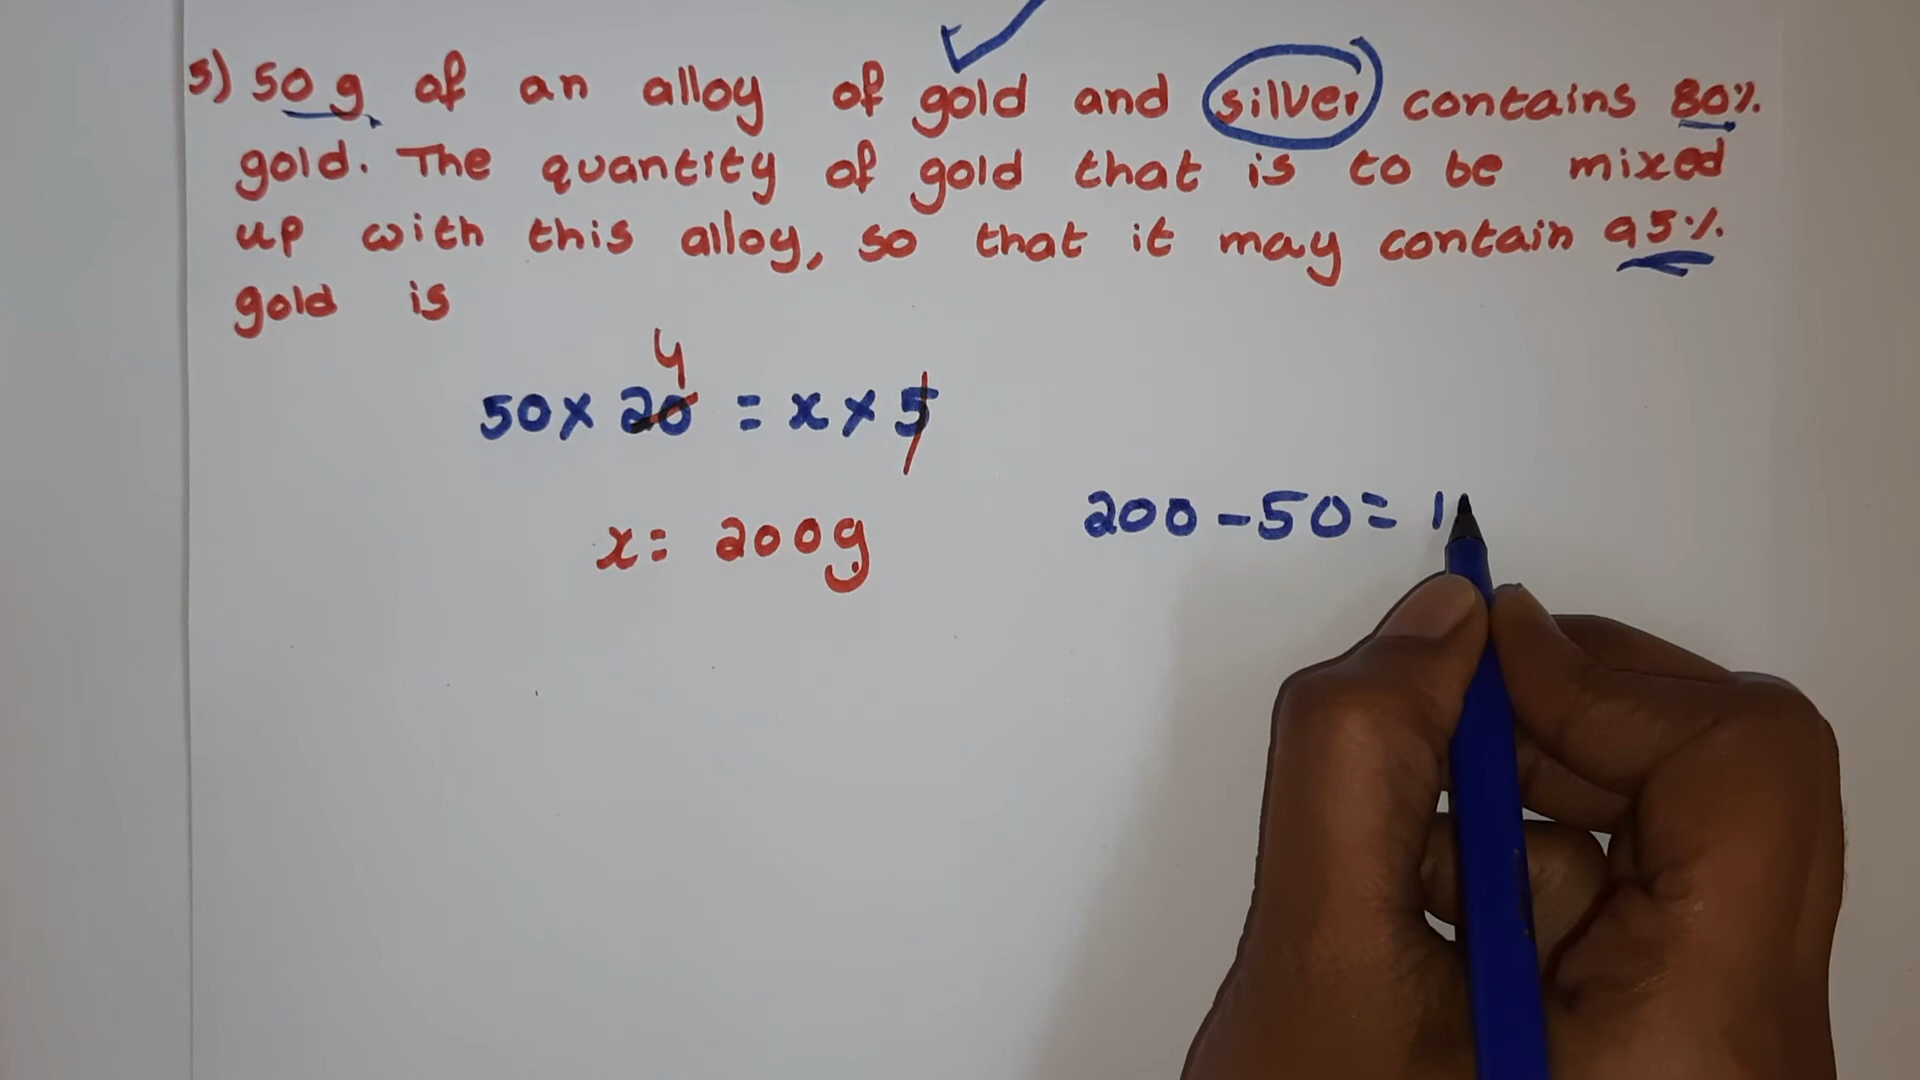 5) 50 g of an alloy of gold and silver contains 80%
gold. The quantity of gold that is to be mixed
up with this alloy, so that it may contain 95%
gold is
4
50 × 20 = x × 5
x = 200g
200 - 50 = 1